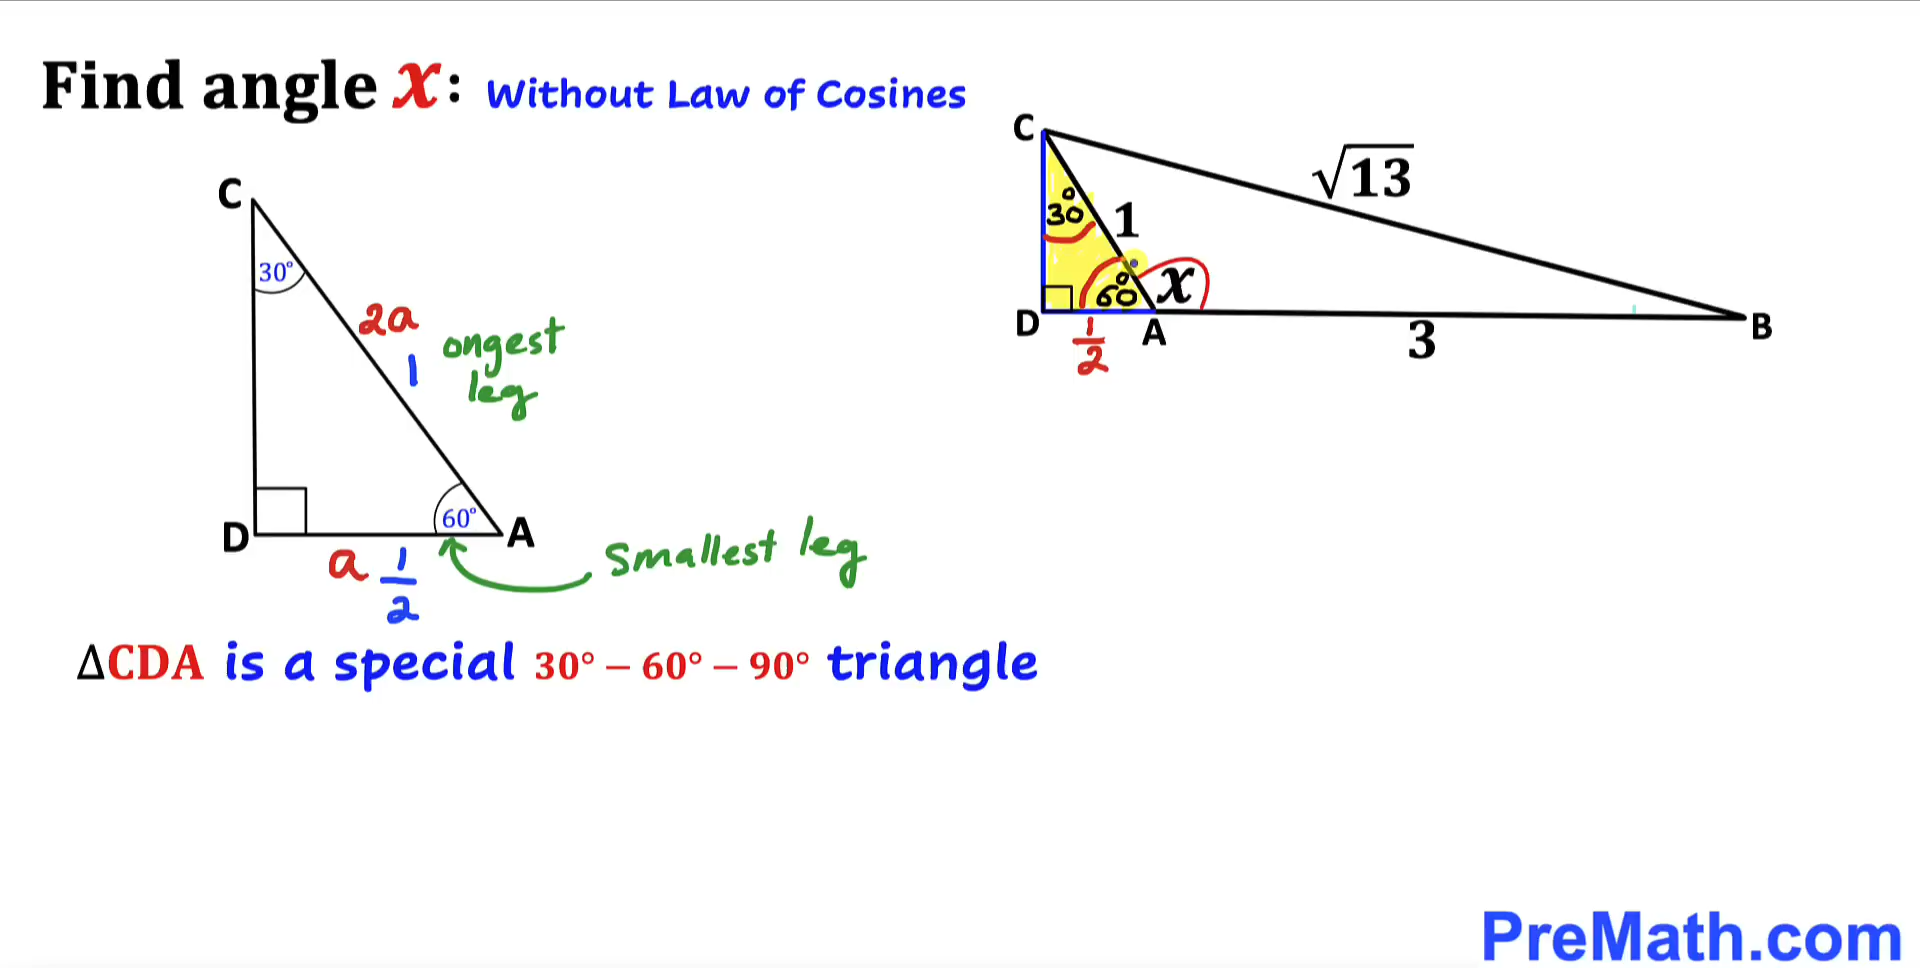 Find angle x: Without Law of Cosines
C
√13
30°
1
60°
x
D
1/2
A
3
B
C
30°
2a
1
ongest
leg
60°
D
A
a 1/2
Smallest leg
ΔCDA is a special 30° – 60° – 90° triangle
PreMath.com